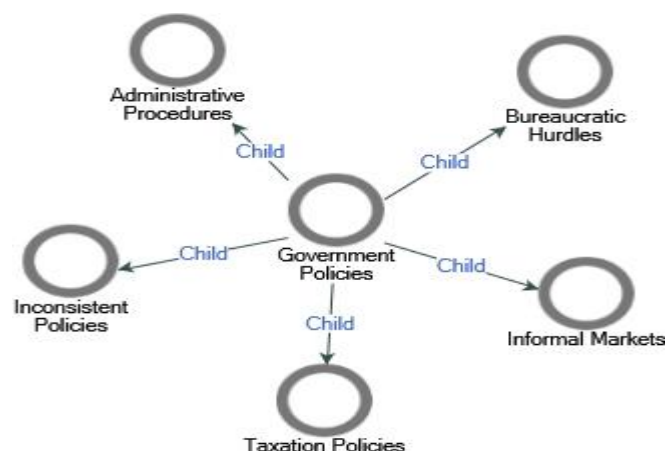 Administrative
Procedures
Bureaucratic
Hurdles
Child
Child
Government
Policies
Child
Child
Inconsistent
Policies
Informal Markets
Child
Taxation Policies